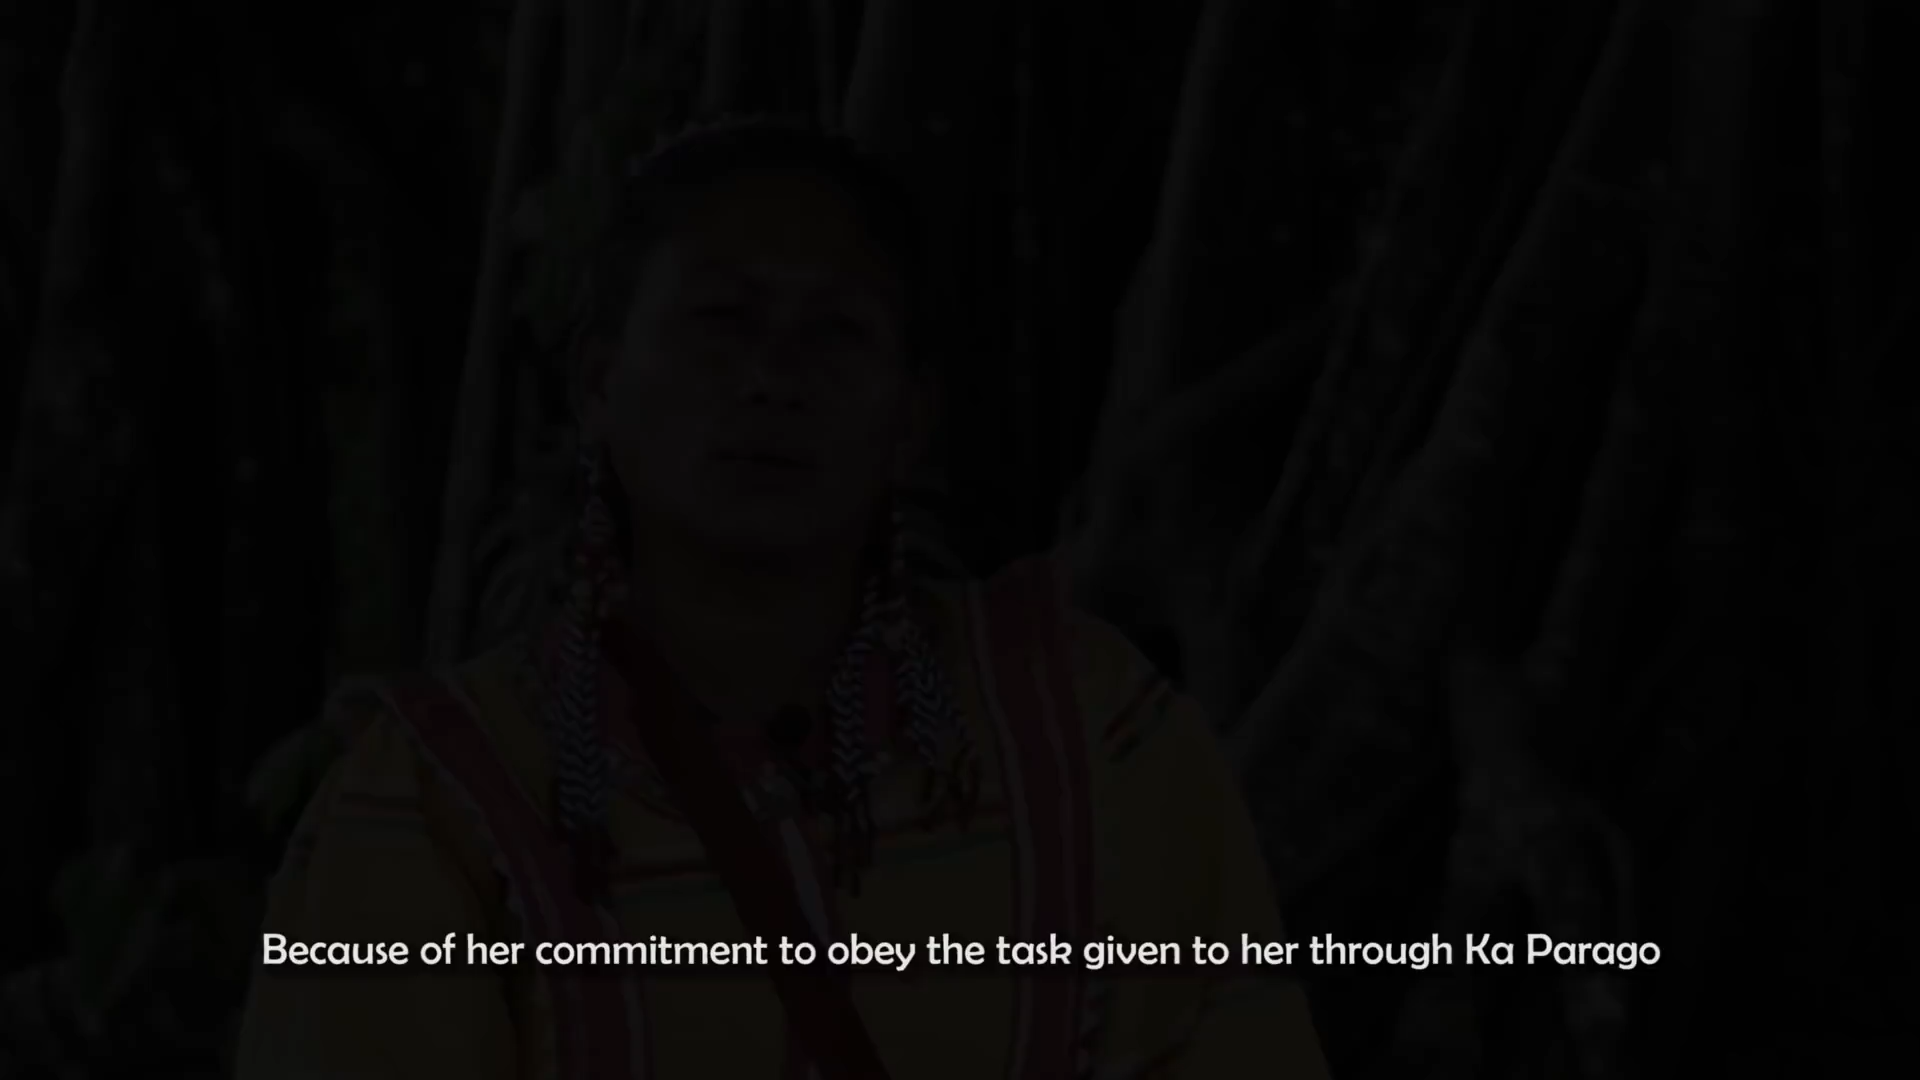 Because of her commitment to obey the task given to her through Ka Parago